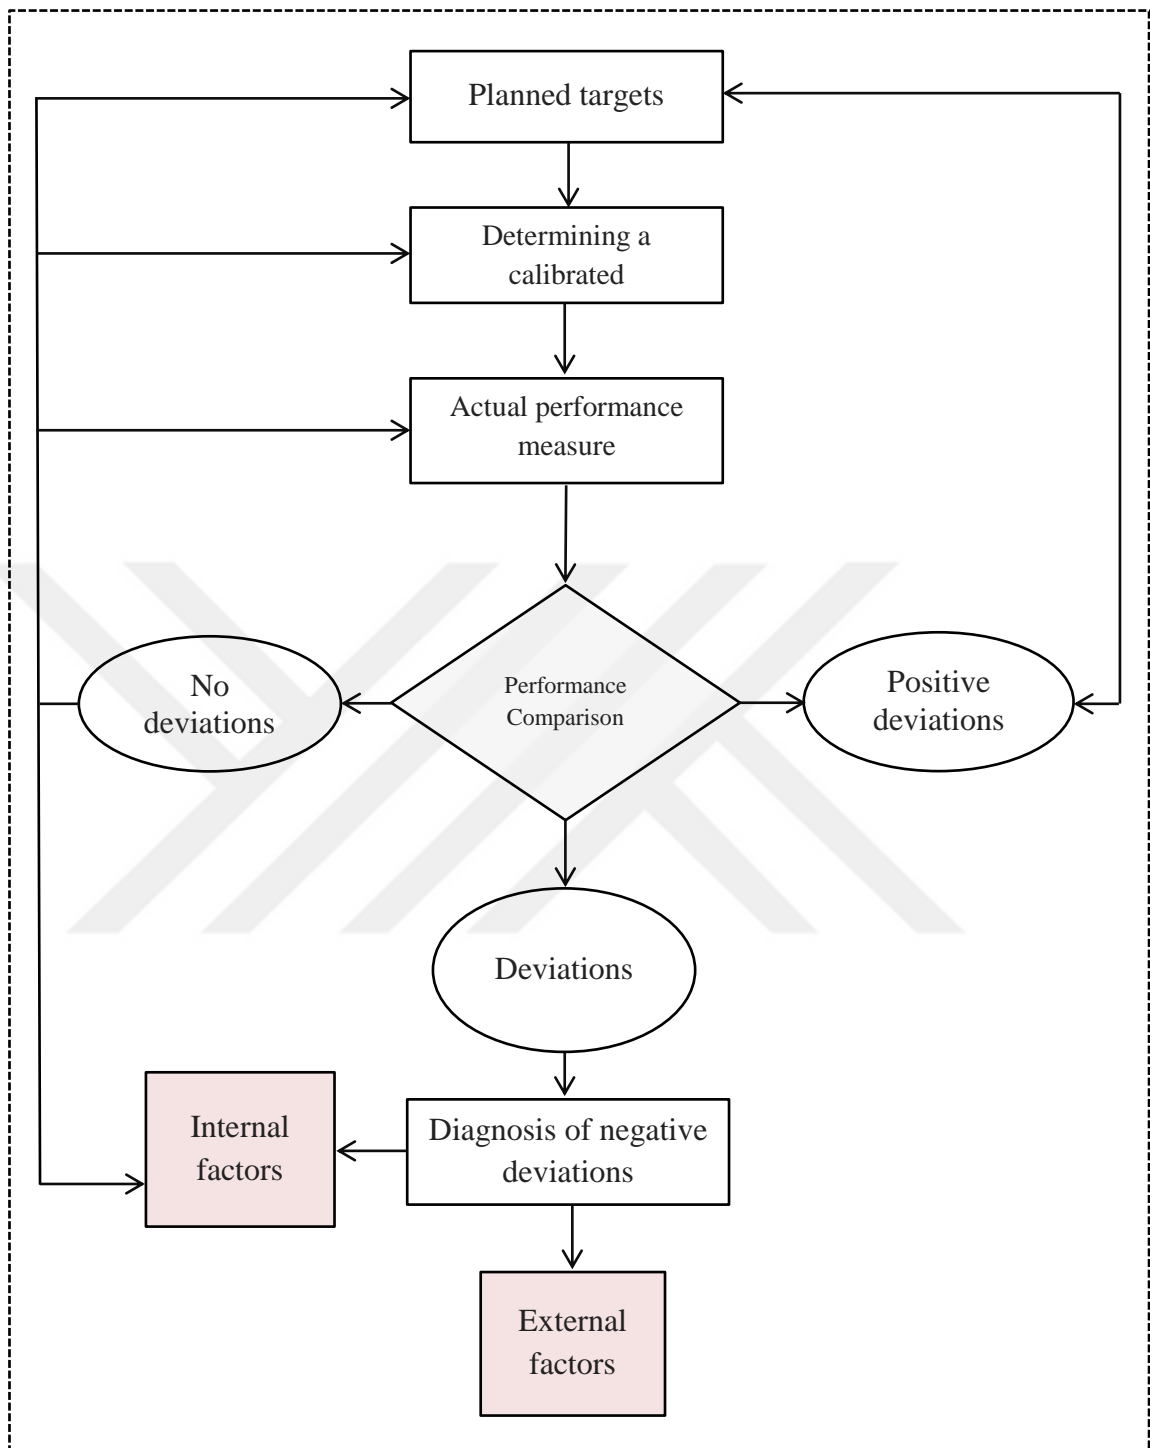 Planned targets
Determining a
calibrated
Actual performance
measure
Performance
Comparison
No
deviations
Positive
deviations
Deviations
Internal
factors
Diagnosis of negative
deviations
External
factors